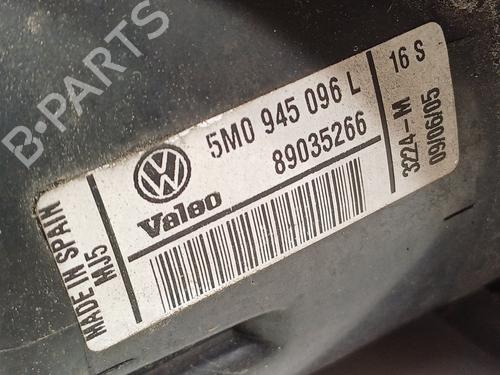 B-PARTS
MADE IN SPAIN
MJ5
5M0 945 096 L
89035266
Valeo
16 S
3224-M
09/06/05